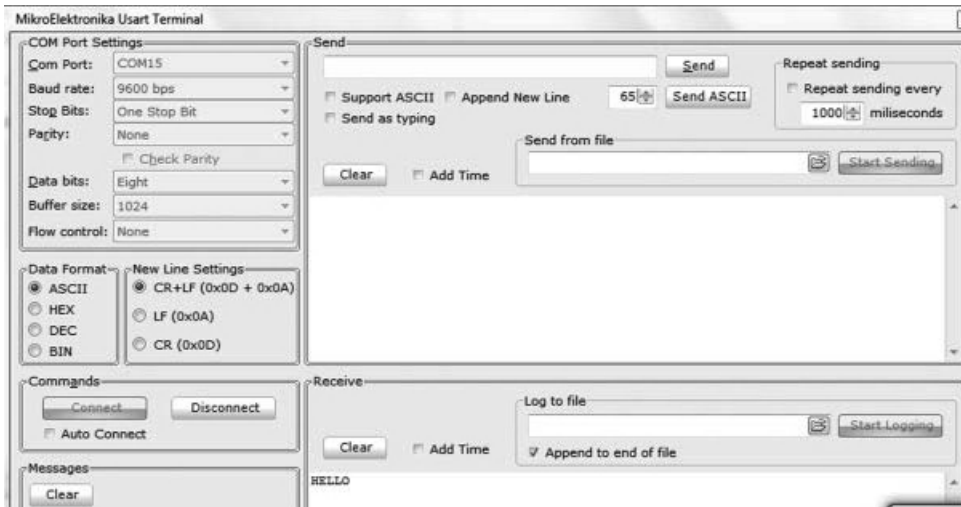 MikroElektronika Usart Terminal
COM Port Settings
Com Port: COM15
Baud rate: 9600 bps
Stop Bits: One Stop Bit
Parity: None
Check Parity
Data bits: Eight
Buffer size: 1024
Flow control: None
Data Format
ASCII
HEX
DEC
BIN
New Line Settings
CR+LF (0x0D + 0x0A)
LF (0x0A)
CR (0x0D)
Commands
Connect Disconnect
Auto Connect
Messages
Clear
Send
Send
Support ASCII Append New Line 65 Send ASCII
Send as typing
Repeat sending
Repeat sending every
1000 miliseconds
Send from file
Start Sending
Clear Add Time
Receive
Log to file
Start Logging
Clear Add Time
Append to end of file
HELLO